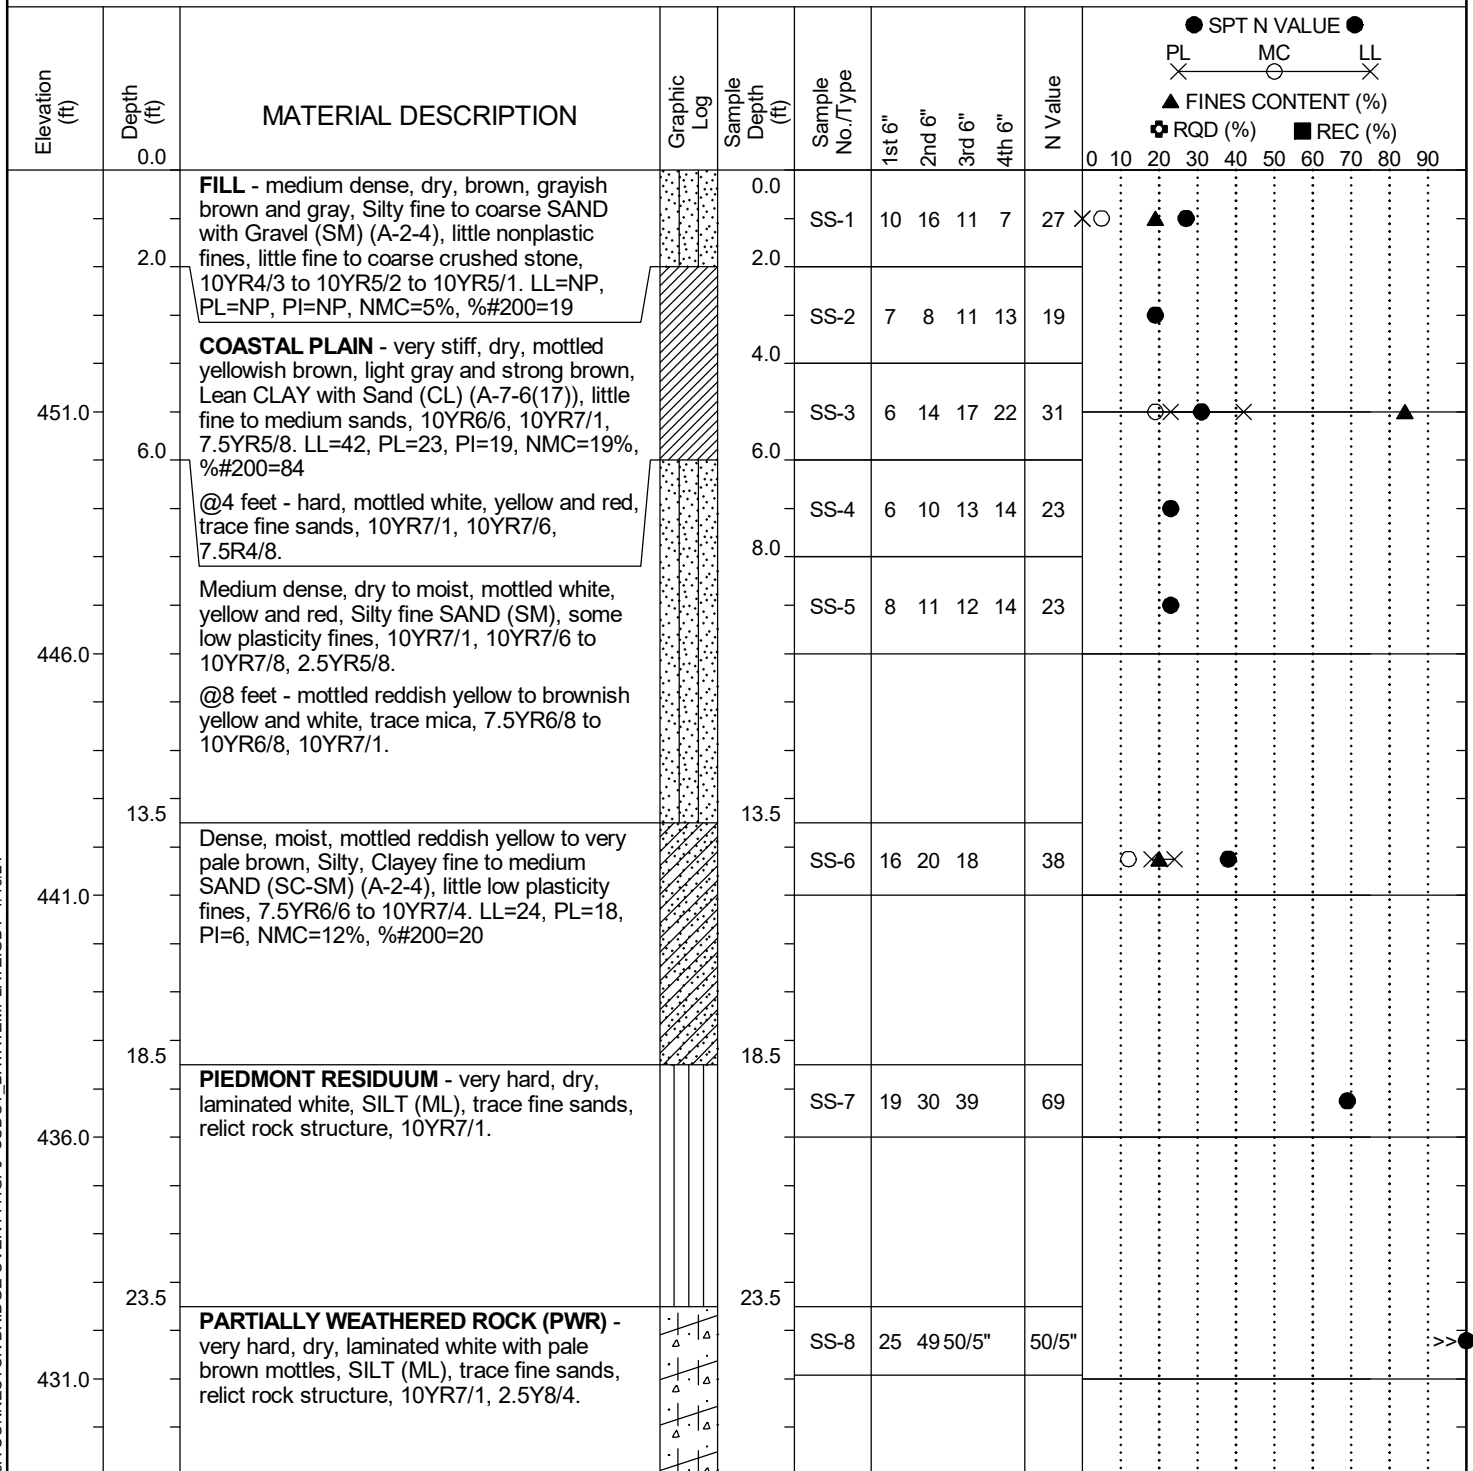 ● SPT N VALUE ●
PL MC LL
▲ FINES CONTENT (%)
RQD (%) ■ REC (%)
Elevation (ft)
Depth (ft)
MATERIAL DESCRIPTION
Graphic Log
Sample Depth (ft)
Sample No./Type
1st 6"
2nd 6"
3rd 6"
4th 6"
N Value
0.0
0 10 20 30 40 50 60 70 80 90
FILL - medium dense, dry, brown, grayish
brown and gray, Silty fine to coarse SAND
with Gravel (SM) (A-2-4), little nonplastic
fines, little fine to coarse crushed stone,
10YR4/3 to 10YR5/2 to 10YR5/1. LL=NP,
PL=NP, PI=NP, NMC=5%, %#200=19
0.0
SS-1 10 16 11 7 27
2.0
2.0
SS-2 7 8 11 13 19
COASTAL PLAIN - very stiff, dry, mottled
yellowish brown, light gray and strong brown,
Lean CLAY with Sand (CL) (A-7-6(17)), little
fine to medium sands, 10YR6/6, 10YR7/1,
7.5YR5/8. LL=42, PL=23, PI=19, NMC=19%,
%#200=84
4.0
451.0
SS-3 6 14 17 22 31
6.0
6.0
@4 feet - hard, mottled white, yellow and red,
trace fine sands, 10YR7/1, 10YR7/6,
7.5R4/8.
SS-4 6 10 13 14 23
8.0
Medium dense, dry to moist, mottled white,
yellow and red, Silty fine SAND (SM), some
low plasticity fines, 10YR7/1, 10YR7/6 to
10YR7/8, 2.5YR5/8.
SS-5 8 11 12 14 23
446.0
@8 feet - mottled reddish yellow to brownish
yellow and white, trace mica, 7.5YR6/8 to
10YR6/8, 10YR7/1.
13.5
13.5
Dense, moist, mottled reddish yellow to very
pale brown, Silty, Clayey fine to medium
SAND (SC-SM) (A-2-4), little low plasticity
fines, 7.5YR6/6 to 10YR7/4. LL=24, PL=18,
PI=6, NMC=12%, %#200=20
SS-6 16 20 18 38
441.0
18.5
18.5
PIEDMONT RESIDUUM - very hard, dry,
laminated white, SILT (ML), trace fine sands,
relict rock structure, 10YR7/1.
SS-7 19 30 39 69
436.0
23.5
23.5
PARTIALLY WEATHERED ROCK (PWR) -
very hard, dry, laminated white with pale
brown mottles, SILT (ML), trace fine sands,
relict rock structure, 10YR7/1, 2.5Y8/4.
SS-8 25 49 50/5" 50/5"
>>
431.0